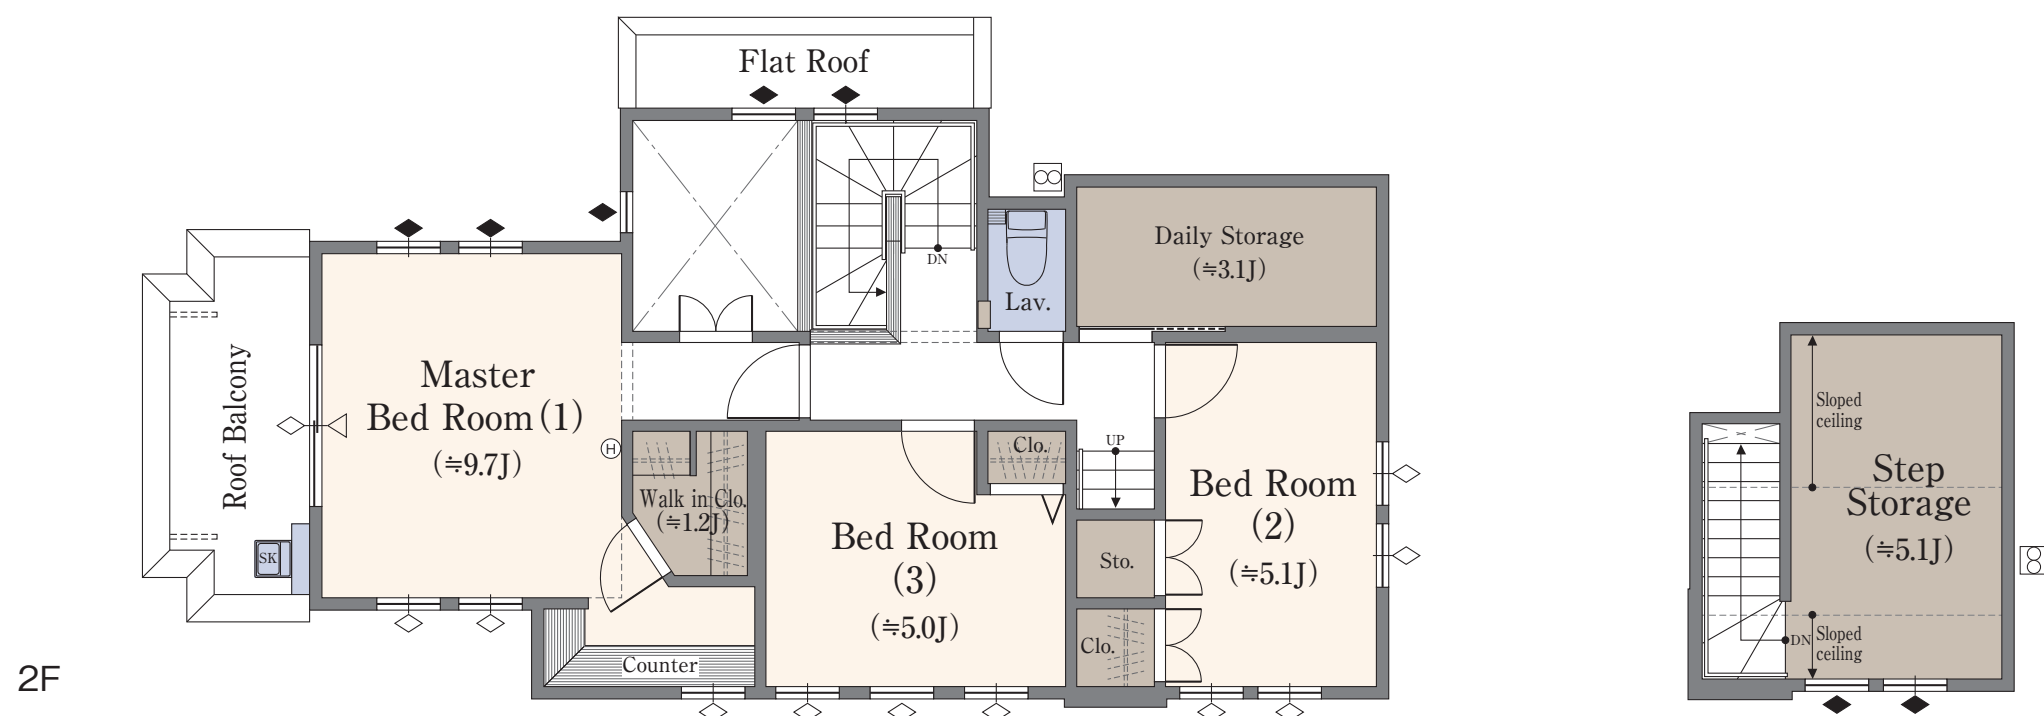 Flat Roof
DN
Daily Storage
(≒3.1J)
Lav.
Roof Balcony
Master
Bed Room(1)
(≒9.7J)
H
SK
Walk in Clo.
(≒1.2J)
Counter
Bed Room
(3)
(≒5.0J)
Clo.
UP
Sto.
Clo.
Bed Room
(2)
(≒5.1J)
Sloped
ceiling
Step
Storage
(≒5.1J)
DN
Sloped
ceiling
2F